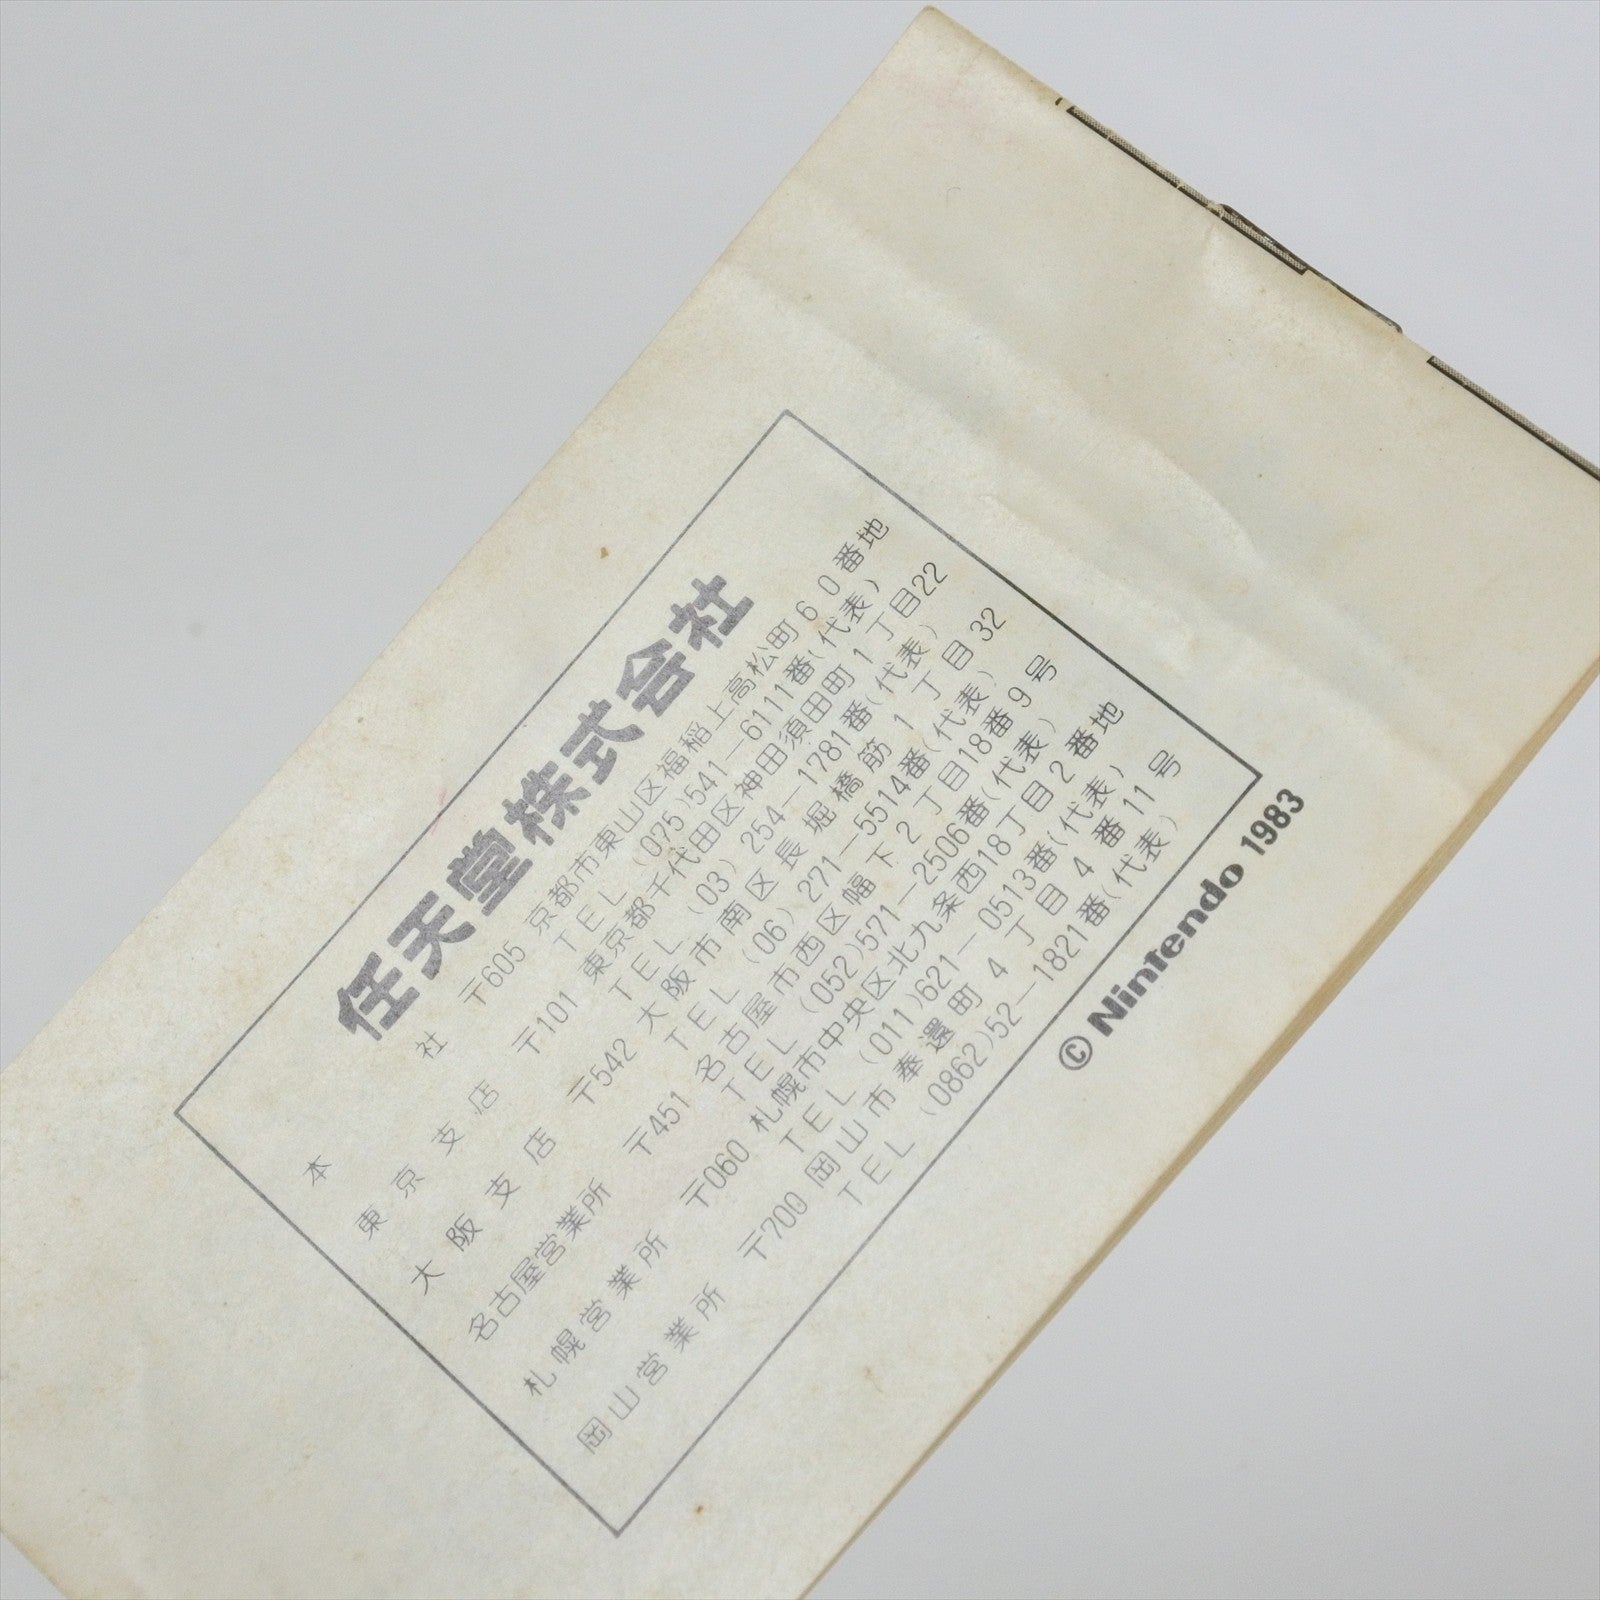 任天堂株式会社
本社 〒605 京都市東山区福稲上高松町60番地
TEL (075)541-6111番(代表)
東京支店 〒101 東京都千代田区神田須田町1丁目22
TEL (03) 254-1781番(代表)
大阪支店 〒542 大阪市南区長堀橋筋1丁目32
TEL (06) 271-5514番(代表)
名古屋営業所 〒451 名古屋市西区幅下2丁目18番9号
TEL (052)571-2506番(代表)
札幌営業所 〒060 札幌市中央区北九条西18丁目2番地
TEL (011)621-0513番(代表)
岡山営業所 〒700 岡山市奉還町4丁目4番11号
TEL (0862)52-1821番(代表)
© Nintendo 1983